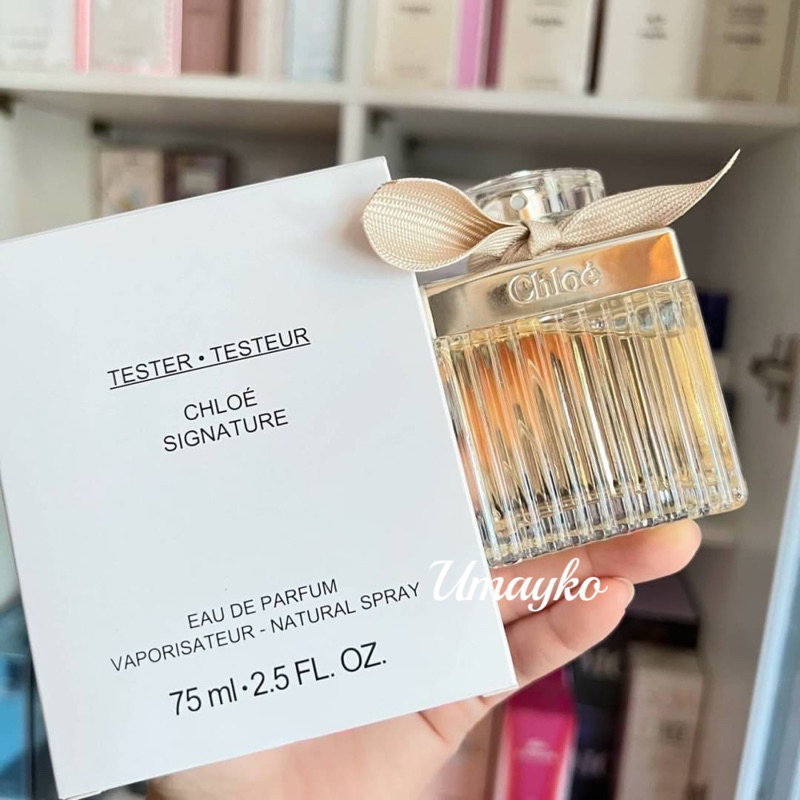 Chloé
TESTER • TESTEUR
CHLOÉ
SIGNATURE
EAU DE PARFUM
VAPORISATEUR - NATURAL SPRAY
75 ml • 2.5 FL. OZ.
Umayko